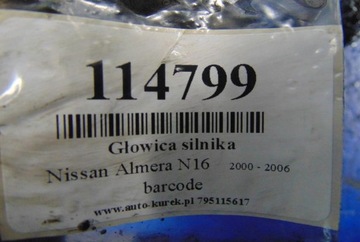 114799
Głowica silnika
Nissan Almera N16 2000 - 2006
barcode
www.auto-kurek.pl 795115617